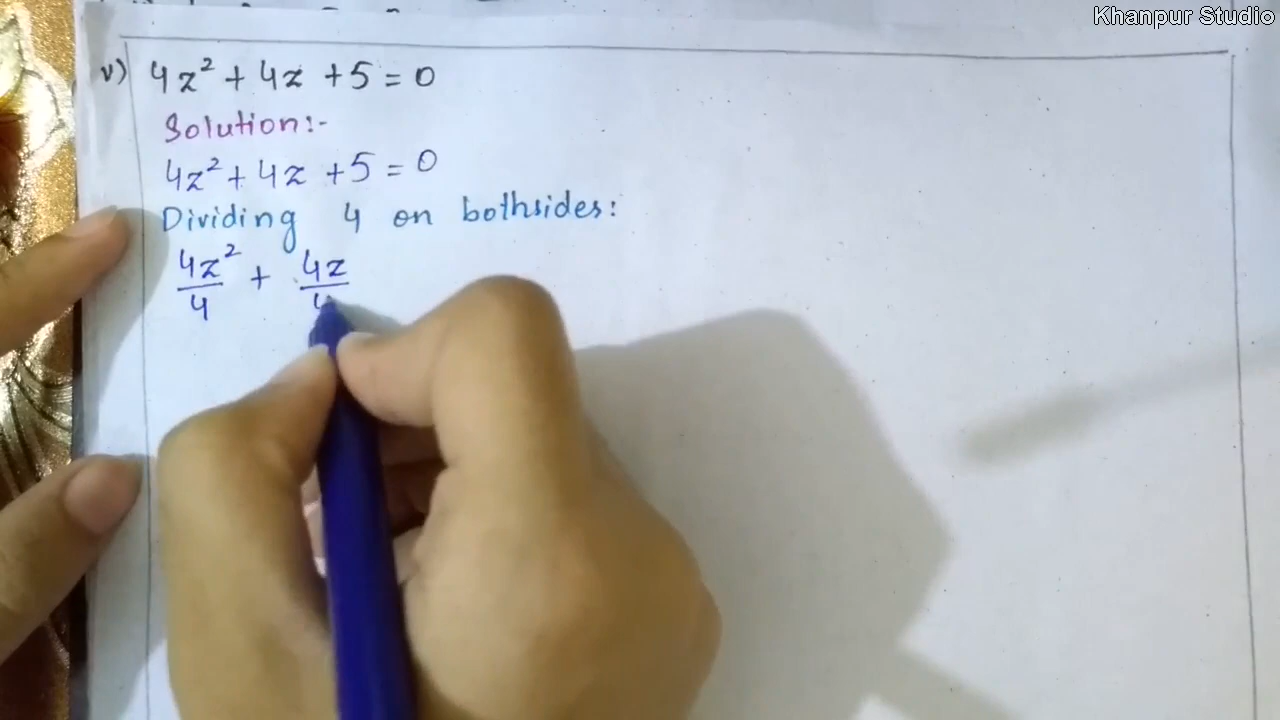 Khanpur Studio
v) 4z² + 4z + 5 = 0
Solution:-
4z² + 4z + 5 = 0
Dividing 4 on bothsides:
4z²/4 + 4z/4